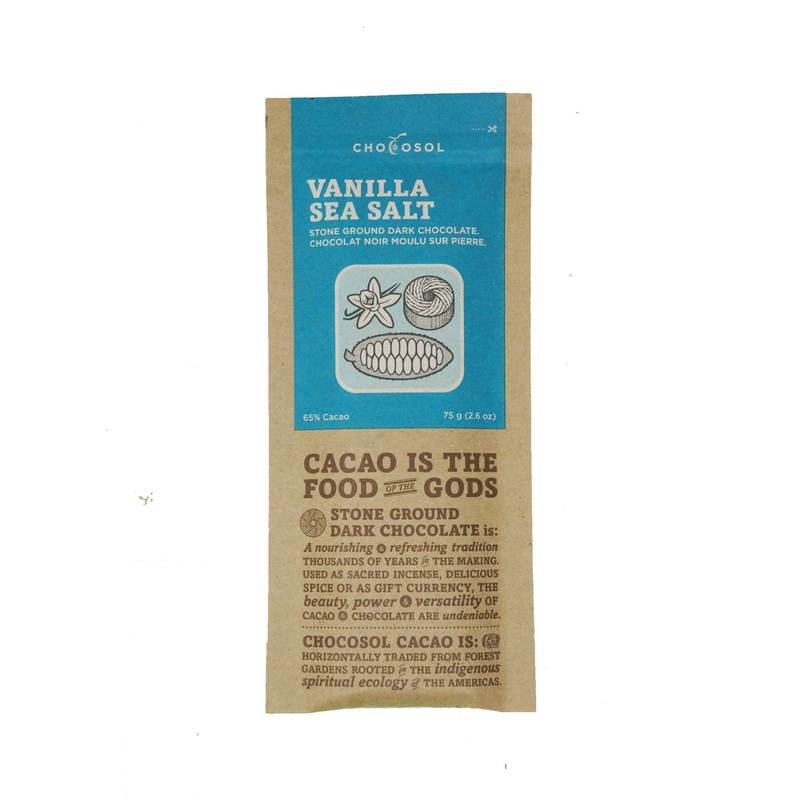 CHOCOSOL
VANILLA
SEA SALT
STONE GROUND DARK CHOCOLATE.
CHOCOLAT NOIR MOULU SUR PIERRE.
65% Cacao
75 g (2.6 oz)
CACAO IS THE
FOOD OF THE GODS
STONE GROUND
DARK CHOCOLATE is:
A nourishing & refreshing tradition
THOUSANDS OF YEARS in THE MAKING.
USED AS SACRED INCENSE, DELICIOUS
SPICE OR AS GIFT CURRENCY, THE
beauty, power & versatility OF
CACAO & CHOCOLATE ARE undeniable.
CHOCOSOL CACAO IS:
HORIZONTALLY TRADED FROM FOREST
GARDENS ROOTED in THE indigenous
spiritual ecology of THE AMERICAS.